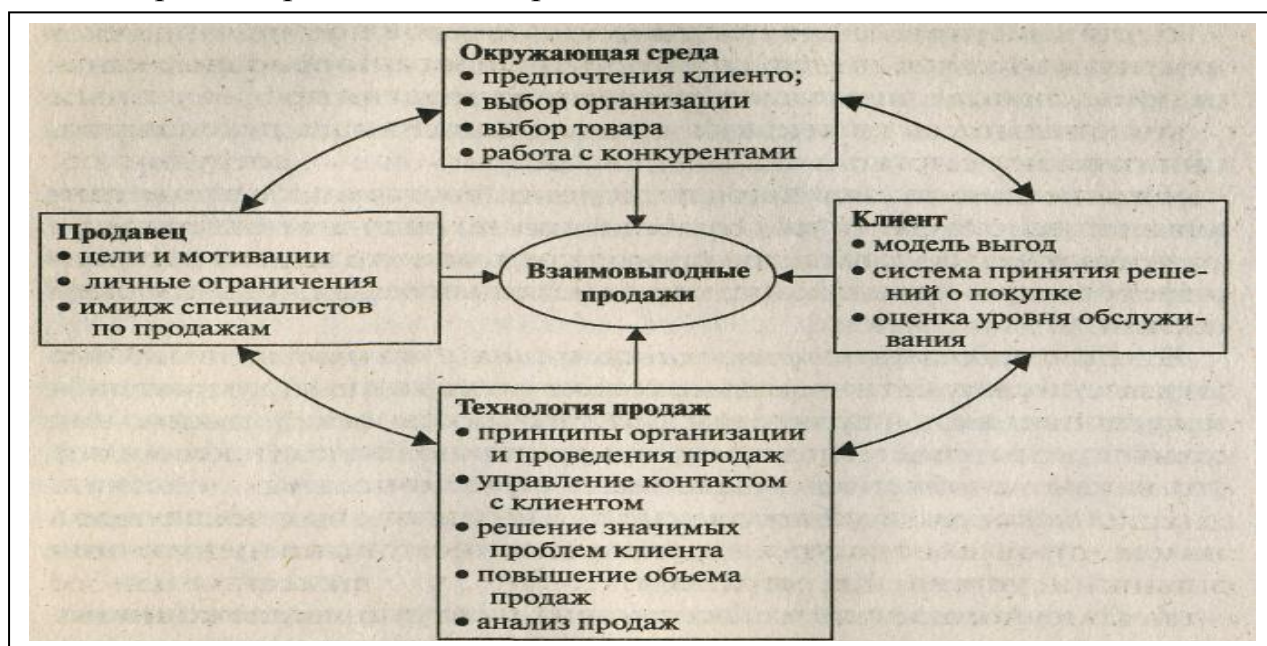 Окружающая среда
• предпочтения клиенто;
• выбор организации
• выбор товара
• работа с конкурентами
Продавец
• цели и мотивации
• личные ограничения
• имидж специалистов
по продажам
Взаимовыгодные
продажи
Клиент
• модель выгод
• система принятия реше-
ний о покупке
• оценка уровня обслужи-
вания
Технология продаж
• принципы организации
и проведения продаж
• управление контактом
с клиентом
• решение значимых
проблем клиента
• повышение объема
продаж
• анализ продаж